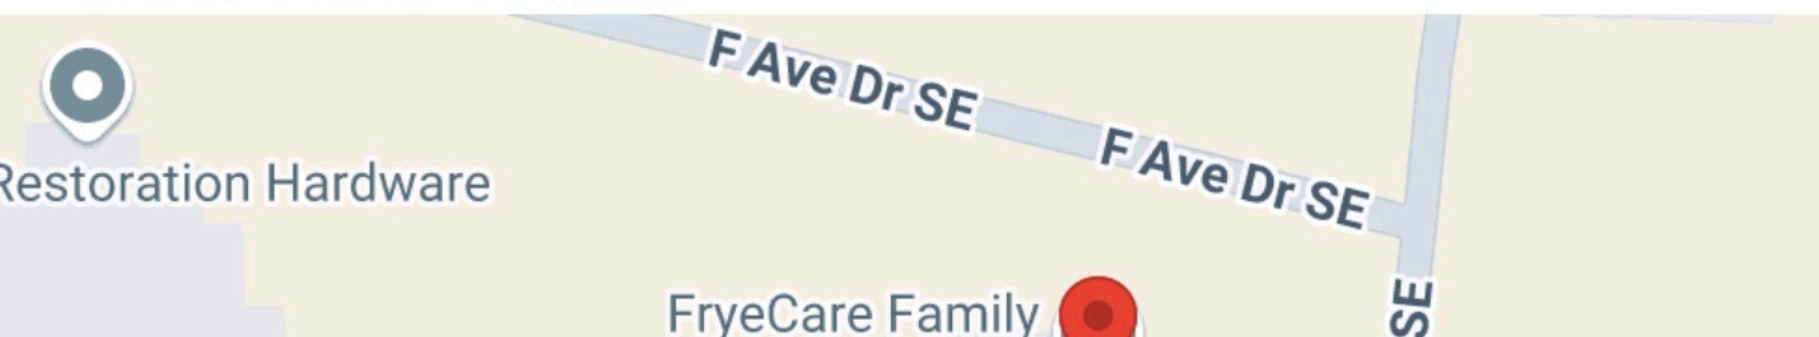 F Ave Dr SE
F Ave Dr SE
Restoration Hardware
FryeCare Family
SE